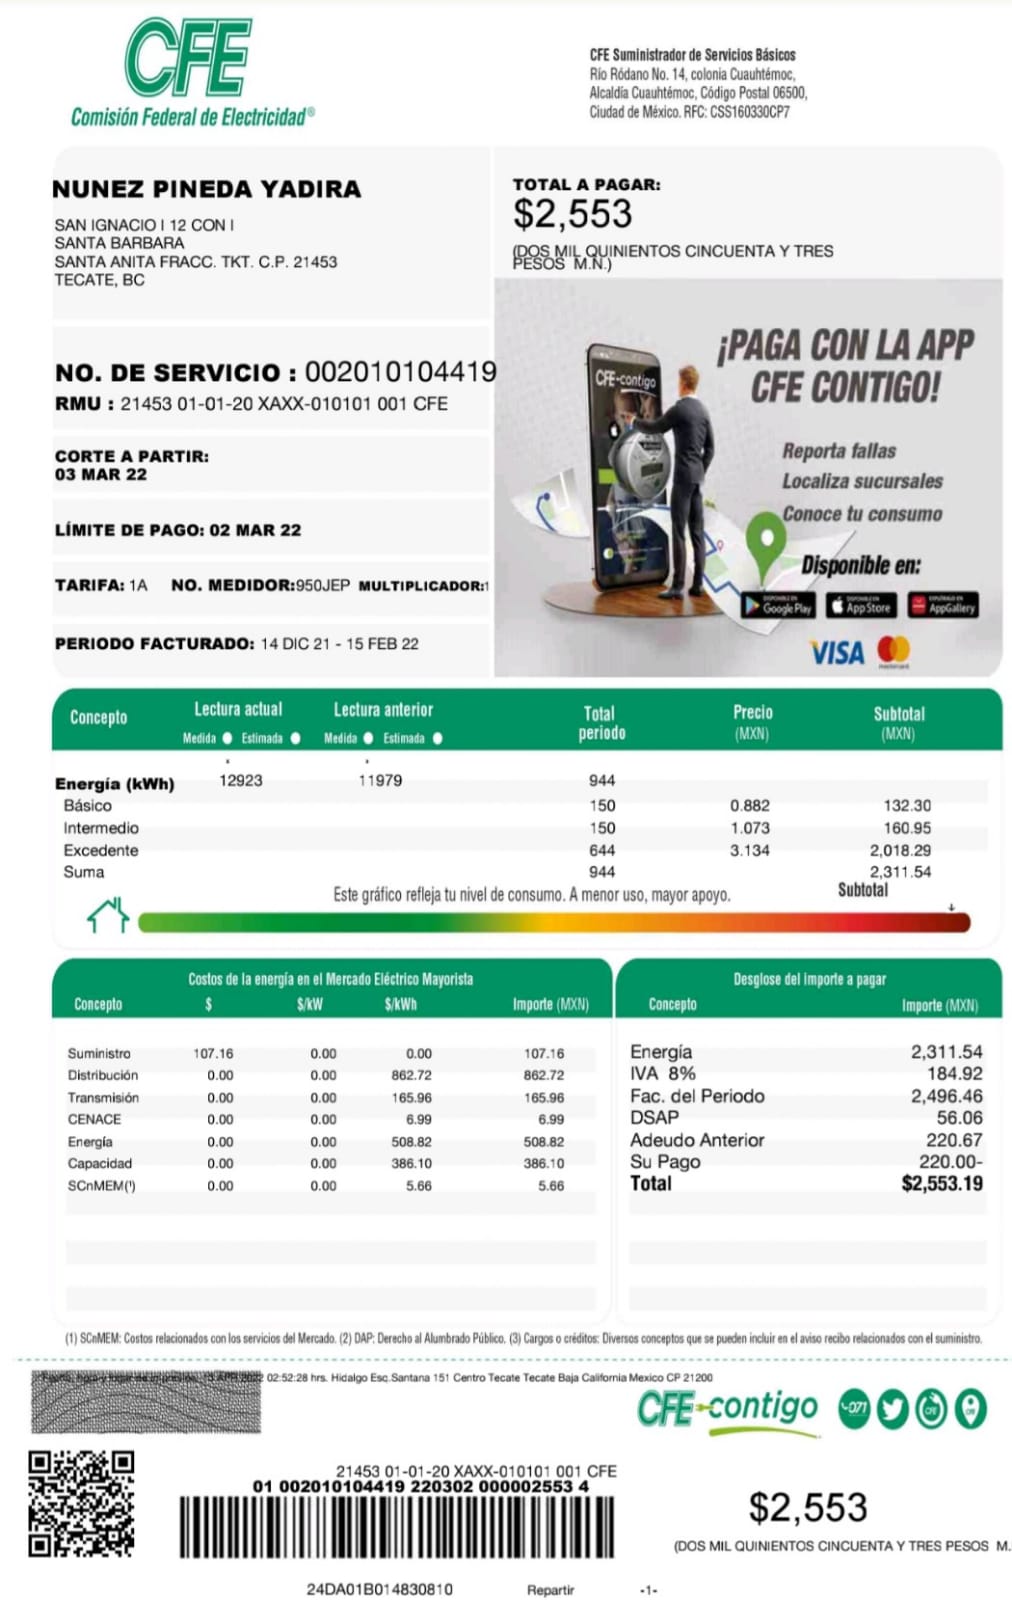 CFE
Comisión Federal de Electricidad®
CFE Suministrador de Servicios Básicos
Río Ródano No. 14, colonia Cuauhtémoc,
Alcaldía Cuauhtémoc, Código Postal 06500,
Ciudad de México. RFC: CSS160330CP7
NUNEZ PINEDA YADIRA
SAN IGNACIO I 12 CON I
SANTA BARBARA
SANTA ANITA FRACC. TKT. C.P. 21453
TECATE, BC
TOTAL A PAGAR:
$2,553
(DOS MIL QUINIENTOS CINCUENTA Y TRES
PESOS M.N.)
NO. DE SERVICIO : 002010104419
RMU : 21453 01-01-20 XAXX-010101 001 CFE
CORTE A PARTIR:
03 MAR 22
LÍMITE DE PAGO: 02 MAR 22
TARIFA: 1A NO. MEDIDOR:950JEP MULTIPLICADOR:1
PERIODO FACTURADO: 14 DIC 21 - 15 FEB 22
CFE-contigo
¡PAGA CON LA APP
CFE CONTIGO!
Reporta fallas
Localiza sucursales
Conoce tu consumo
Disponible en:
Google Play App Store AppGallery
VISA mastercard
Concepto Lectura actual Lectura anterior Total periodo Precio (MXN) Subtotal (MXN)
Medida Estimada Medida Estimada
Energía (kWh) 12923 11979 944
Básico 150 0.882 132.30
Intermedio 150 1.073 160.95
Excedente 644 3.134 2,018.29
Suma 944 2,311.54
Este gráfico refleja tu nivel de consumo. A menor uso, mayor apoyo. Subtotal
Costos de la energía en el Mercado Eléctrico Mayorista
Concepto $ $/kW $/kWh Importe (MXN)
Suministro 107.16 0.00 0.00 107.16
Distribución 0.00 0.00 862.72 862.72
Transmisión 0.00 0.00 165.96 165.96
CENACE 0.00 0.00 6.99 6.99
Energía 0.00 0.00 508.82 508.82
Capacidad 0.00 0.00 386.10 386.10
SCnMEM(¹) 0.00 0.00 5.66 5.66
Desglose del importe a pagar
Concepto Importe (MXN)
Energía 2,311.54
IVA 8% 184.92
Fac. del Periodo 2,496.46
DSAP 56.06
Adeudo Anterior 220.67
Su Pago 220.00-
Total $2,553.19
(1) SCnMEM: Costos relacionados con los servicios del Mercado. (2) DAP: Derecho al Alumbrado Público. (3) Cargos o créditos: Diversos conceptos que se pueden incluir en el aviso recibo relacionados con el suministro.
02:52:28 hrs. Hidalgo Esq.Santana 151 Centro Tecate Tecate Baja California Mexico CP 21200
CFE contigo 071 CFE
21453 01-01-20 XAXX-010101 001 CFE
01 002010104419 220302 000002553 4
$2,553
(DOS MIL QUINIENTOS CINCUENTA Y TRES PESOS M.
24DA01B014830810 Repartir -1-